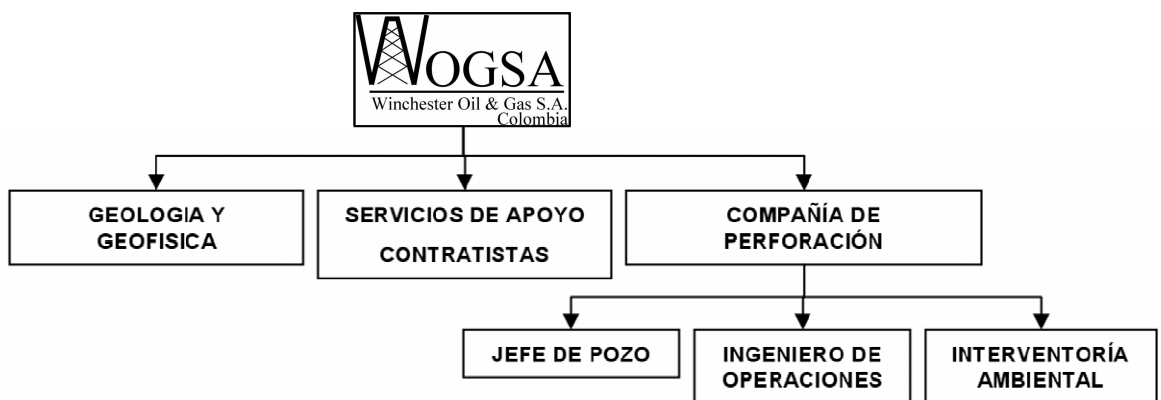 WOGSA
Winchester Oil & Gas S.A.
Colombia
GEOLOGIA Y
GEOFISICA
SERVICIOS DE APOYO
CONTRATISTAS
COMPAÑÍA DE
PERFORACIÓN
JEFE DE POZO
INGENIERO DE
OPERACIONES
INTERVENTORÍA
AMBIENTAL